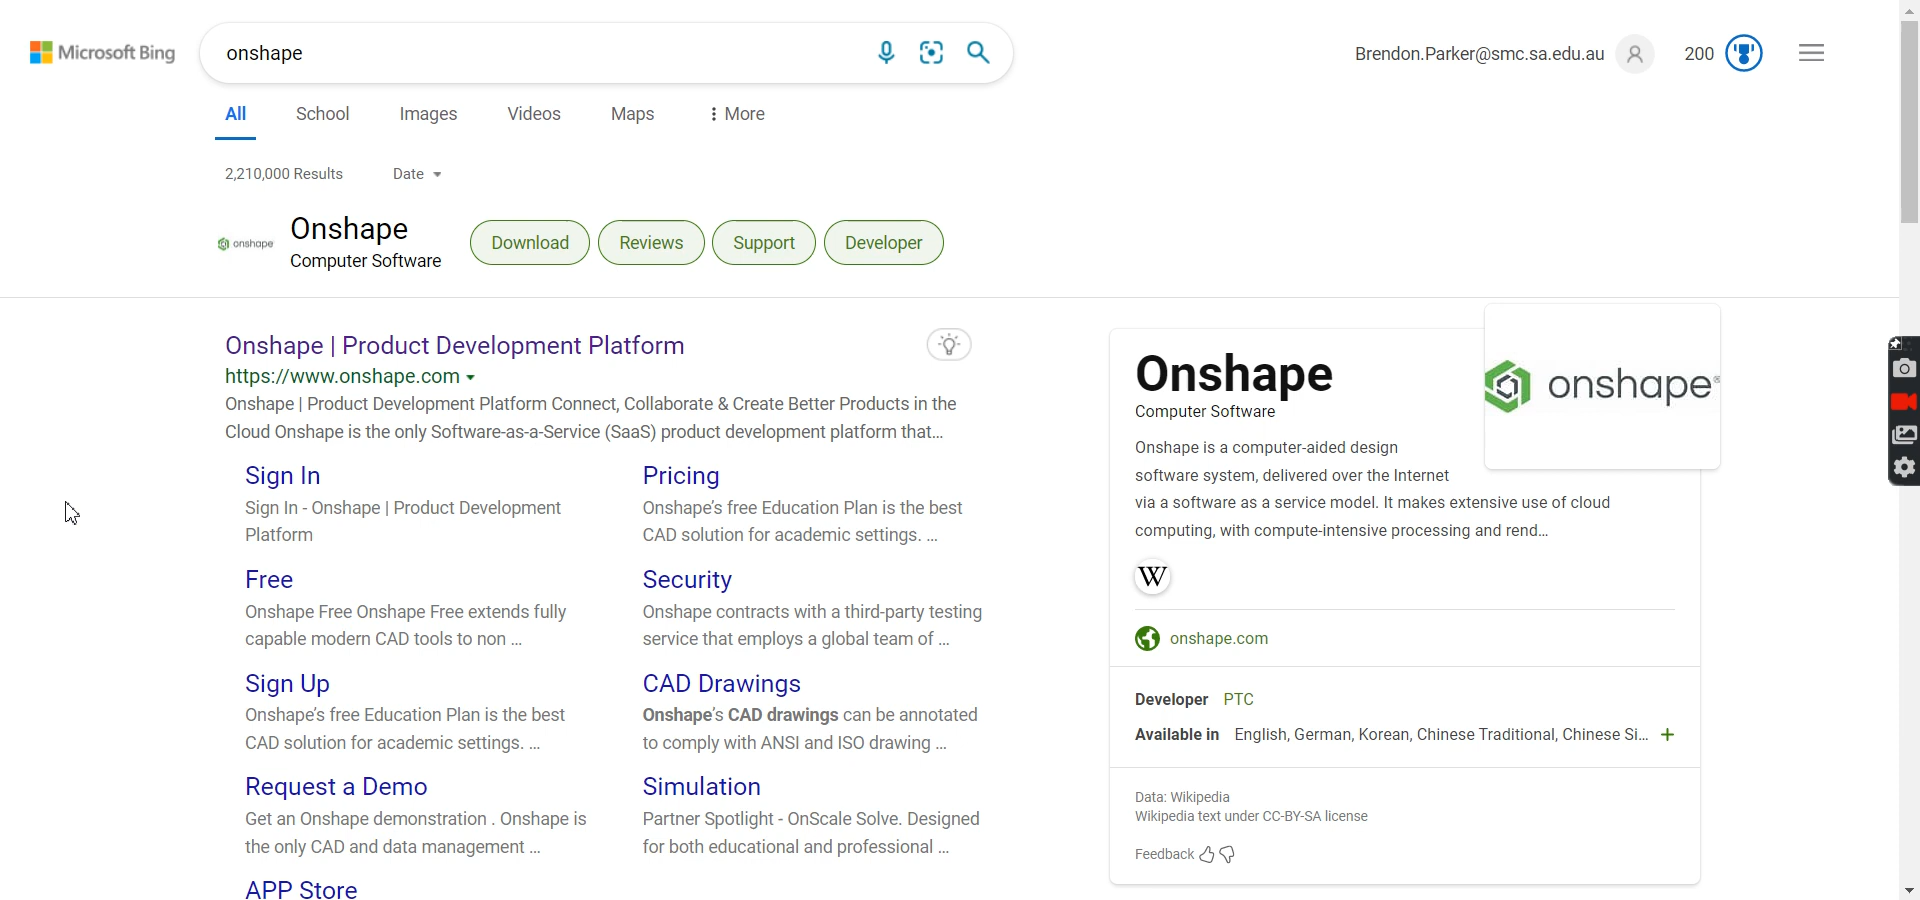 Microsoft Bing
onshape
Brendon.Parker@smc.sa.edu.au
200
All
School
Images
Videos
Maps
More
2,210,000 Results
Date
onshape
Onshape
Computer Software
Download
Reviews
Support
Developer
Onshape | Product Development Platform
https://www.onshape.com
Onshape | Product Development Platform Connect, Collaborate & Create Better Products in the
Cloud Onshape is the only Software-as-a-Service (SaaS) product development platform that...
Sign In
Sign In - Onshape | Product Development
Platform
Pricing
Onshape's free Education Plan is the best
CAD solution for academic settings. ...
Free
Onshape Free Onshape Free extends fully
capable modern CAD tools to non ...
Security
Onshape contracts with a third-party testing
service that employs a global team of ...
Sign Up
Onshape's free Education Plan is the best
CAD solution for academic settings. ...
CAD Drawings
Onshape's CAD drawings can be annotated
to comply with ANSI and ISO drawing ...
Request a Demo
Get an Onshape demonstration . Onshape is
the only CAD and data management ...
Simulation
Partner Spotlight - OnScale Solve. Designed
for both educational and professional ...
APP Store
Onshape
Computer Software
onshape®
Onshape is a computer-aided design
software system, delivered over the Internet
via a software as a service model. It makes extensive use of cloud
computing, with compute-intensive processing and rend...
W
onshape.com
Developer PTC
Available in English, German, Korean, Chinese Traditional, Chinese Si... +
Data: Wikipedia
Wikipedia text under CC-BY-SA license
Feedback